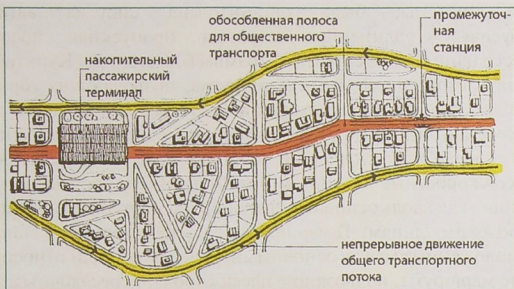 обособленная полоса
для общественного
транспорта
промежуточ-
ная
станция
накопительный
пассажирский
терминал
непрерывное движение
общего транспортного
потока